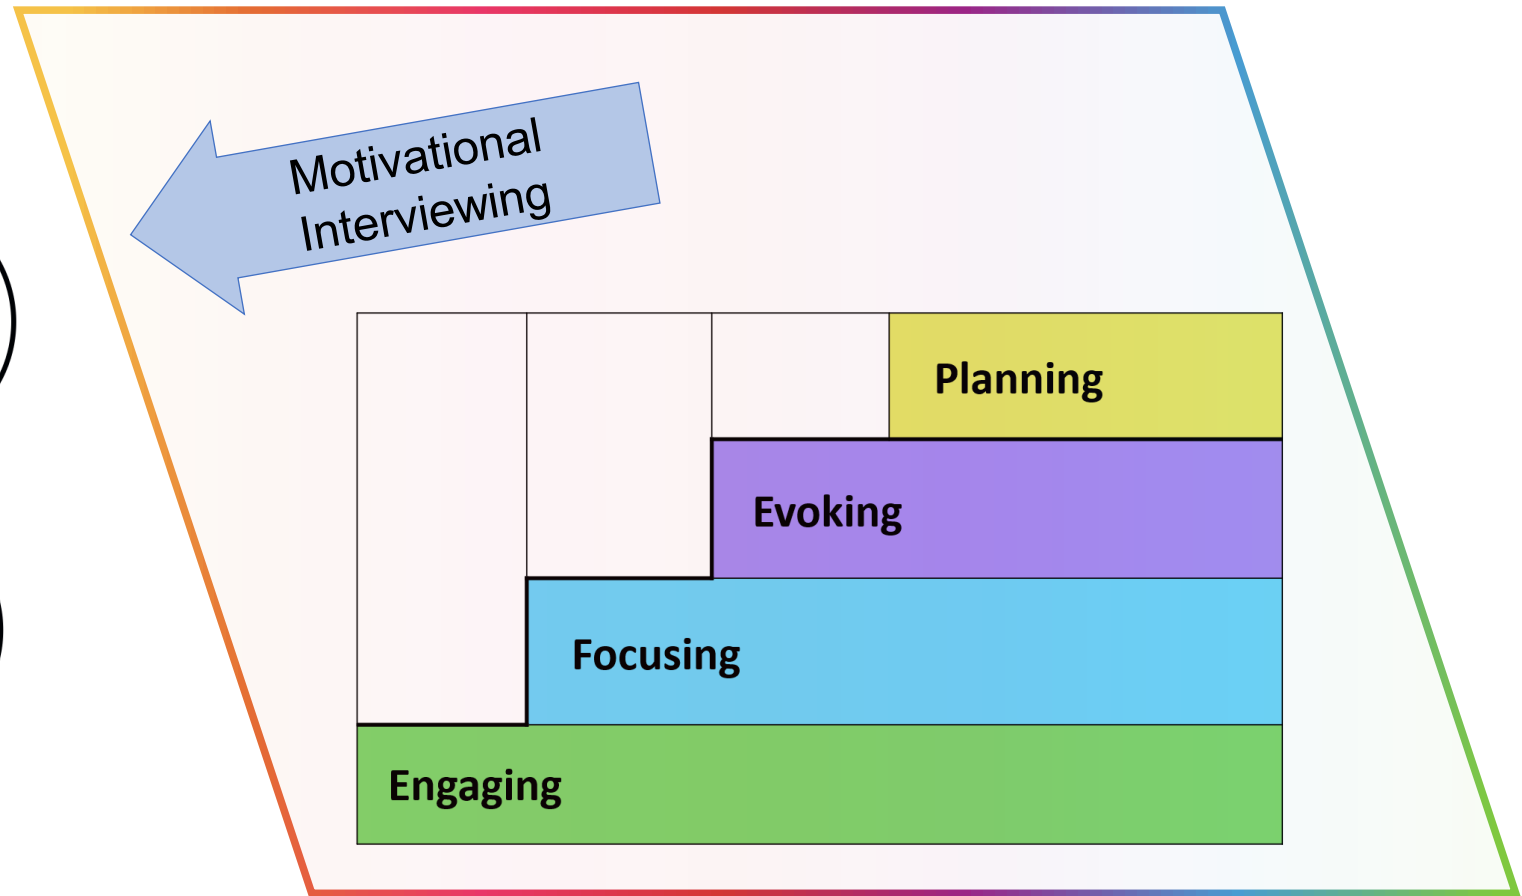 Motivational
Interviewing
Planning
Evoking
Focusing
Engaging